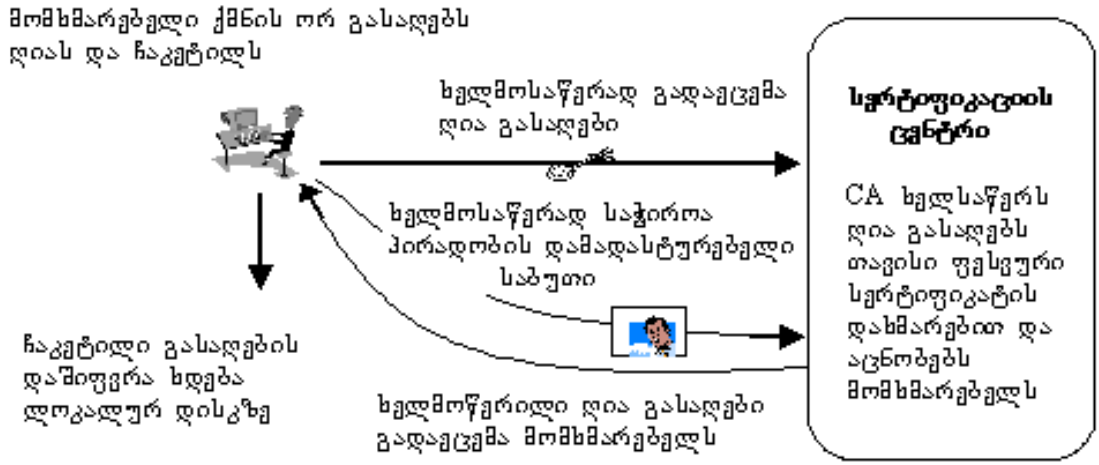 მომხმარებელი ქმნის ორ გასაღებს
ღიას და ჩაკეტილს
ხელმოსაწერად გადაეცემა
ღია გასაღები
სერტიფიკაციის
ცენტრი
CA ხელსაწერს
ღია გასაღებს
თავისი ფესვური
სერტიფიკატის
დახმარებით და
აცნობებს
მომხმარებელს
ხელმოსაწერად საჭიროა
პირადობის დამადასტურებელი
საბუთი
ჩაკეტილი გასაღების
დაშიფვრა ხდება
ლოკალურ დისკზე
ხელმოწერილი ღია გასაღები
გადაეცემა მომხმარებელს